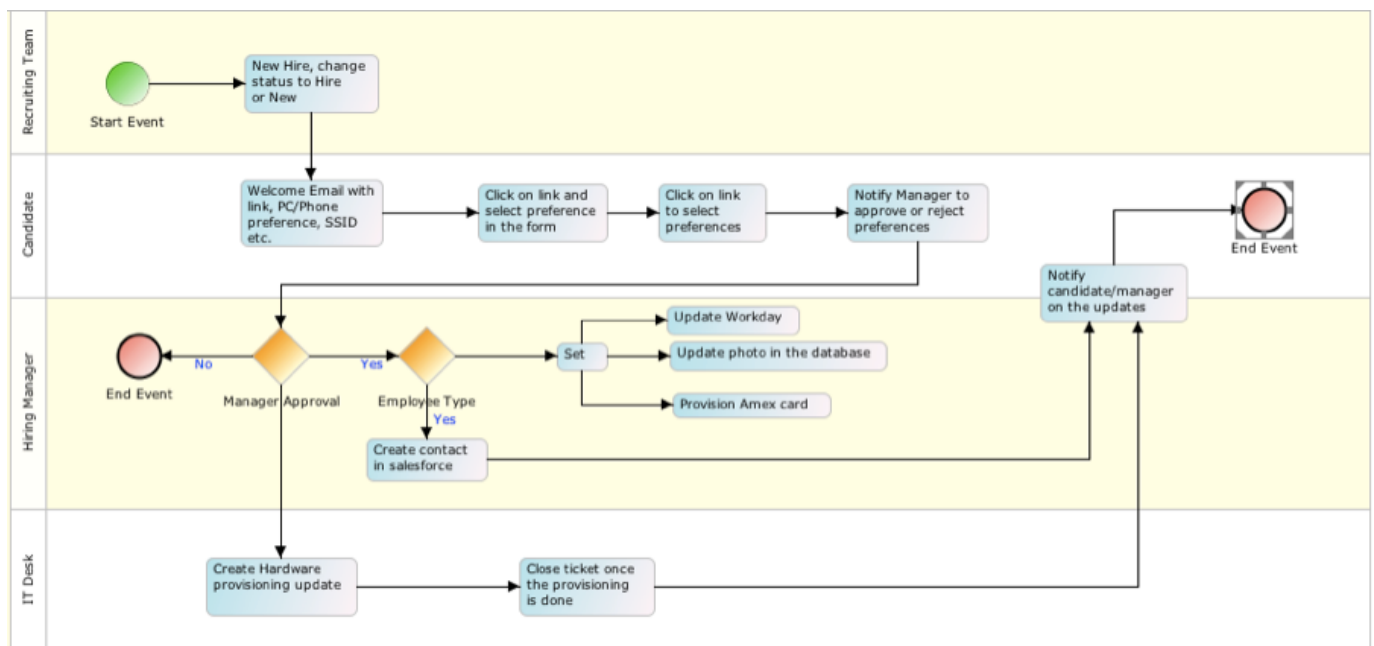 Recruiting Team
Start Event
New Hire, change
status to Hire
or New
Candidate
Welcome Email with
link, PC/Phone
preference, SSID
etc.
Click on link and
select preference
in the form
Click on link
to select
preferences
Notify Manager to
approve or reject
preferences
End Event
Notify
candidate/manager
on the updates
Hiring Manager
End Event
No
Manager Approval
Yes
Employee Type
Yes
Set
Update Workday
Update photo in the database
Provision Amex card
Create contact
in salesforce
IT Desk
Create Hardware
provisioning update
Close ticket once
the provisioning
is done